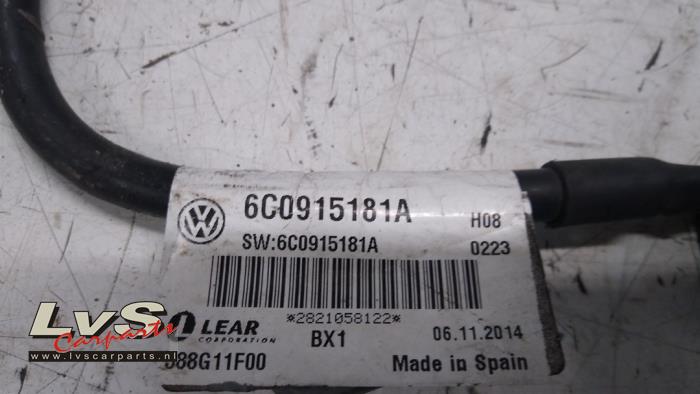 6C0915181A
H08
SW:6C0915181A
0223
*2821058122*
LEAR
CORPORATION
BX1
06.11.2014
Made in Spain
LvS
Carparts
www.lvscarparts.nl